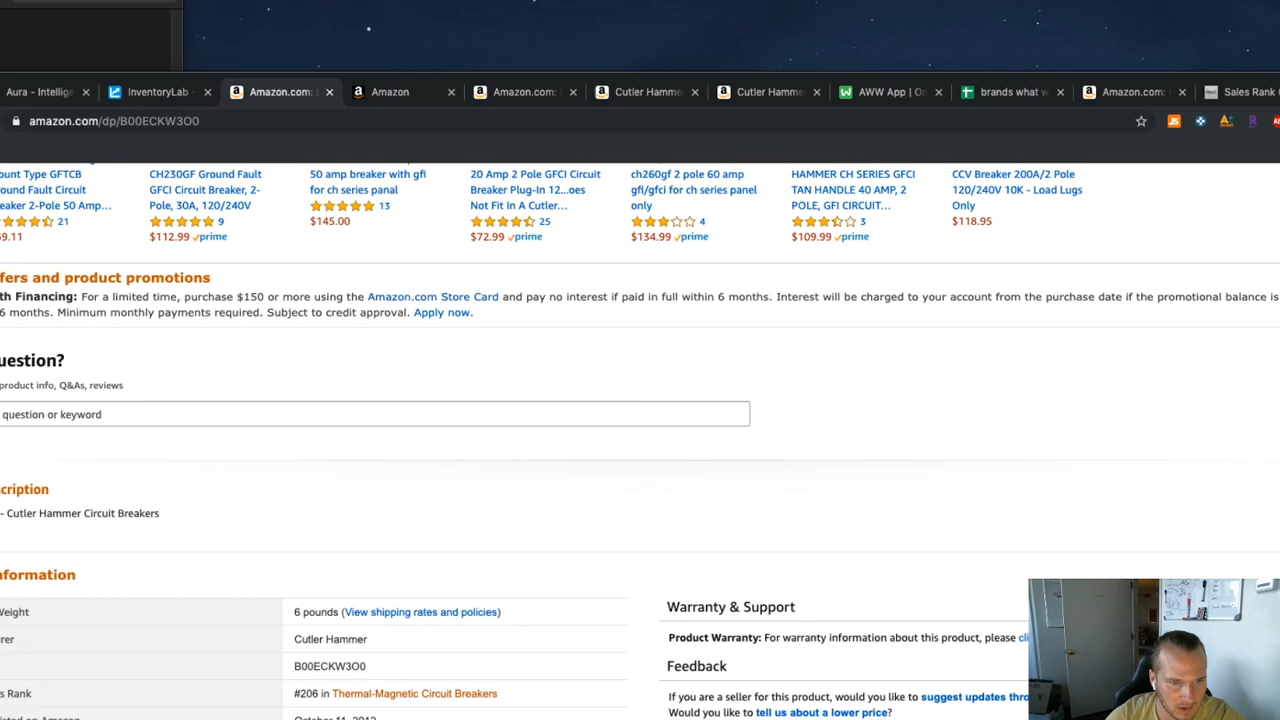 Aura - Intellige
InventoryLab -
Amazon.com:
Amazon
Amazon.com:
Cutler Hamme
Cutler Hamme
AWW App | On
brands what w
Amazon.com:
Sales Rank
amazon.com/dp/B00ECKW3O0
ount Type GFTCB
round Fault Circuit
eaker 2-Pole 50 Amp...
21
9.11
CH230GF Ground Fault
GFCI Circuit Breaker, 2-
Pole, 30A, 120/240V
9
$112.99 prime
50 amp breaker with gfi
for ch series panal
13
$145.00
20 Amp 2 Pole GFCI Circuit
Breaker Plug-In 12...oes
Not Fit In A Cutler...
25
$72.99 prime
ch260gf 2 pole 60 amp
gfi/gfci for ch series panel
only
4
$134.99 prime
HAMMER CH SERIES GFCI
TAN HANDLE 40 AMP, 2
POLE, GFI CIRCUIT...
3
$109.99 prime
CCV Breaker 200A/2 Pole
120/240V 10K - Load Lugs
Only
$118.95
fers and product promotions
th Financing: For a limited time, purchase $150 or more using the Amazon.com Store Card and pay no interest if paid in full within 6 months. Interest will be charged to your account from the purchase date if the promotional balance is
6 months. Minimum monthly payments required. Subject to credit approval. Apply now.
uestion?
product info, Q&As, reviews
question or keyword
cription
- Cutler Hammer Circuit Breakers
nformation
Weight
6 pounds (View shipping rates and policies)
rer
Cutler Hammer
B00ECKW3O0
s Rank
#206 in Thermal-Magnetic Circuit Breakers
Warranty & Support
Product Warranty: For warranty information about this product, please cli
Feedback
If you are a seller for this product, would you like to suggest updates thro
Would you like to tell us about a lower price?